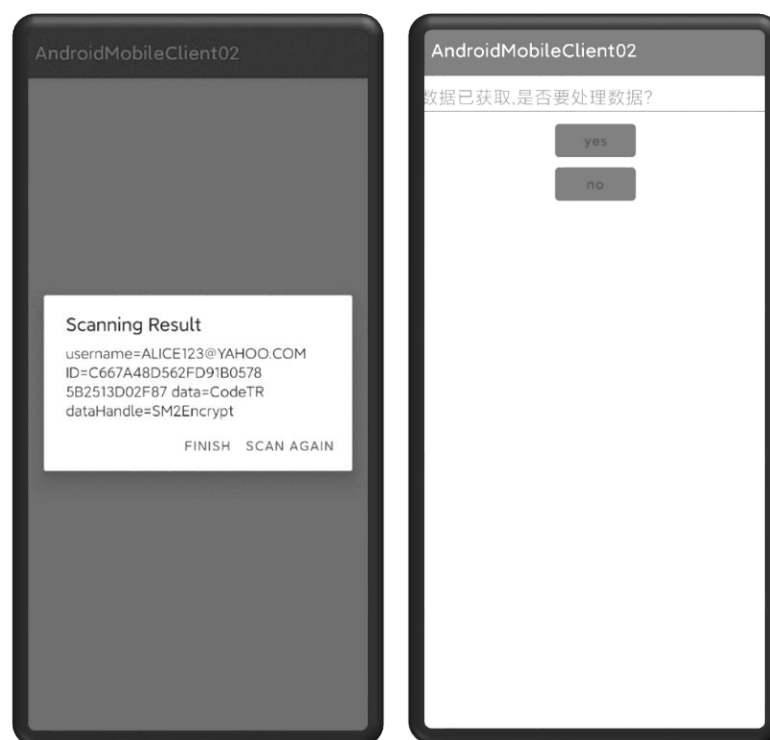 AndroidMobileClient02
Scanning Result
username=ALICE123@YAHOO.COM
ID=C667A48D562FD91B0578
5B2513D02F87 data=CodeTR
dataHandle=SM2Encrypt
FINISH SCAN AGAIN
AndroidMobileClient02
数据已获取,是否要处理数据?
yes
no